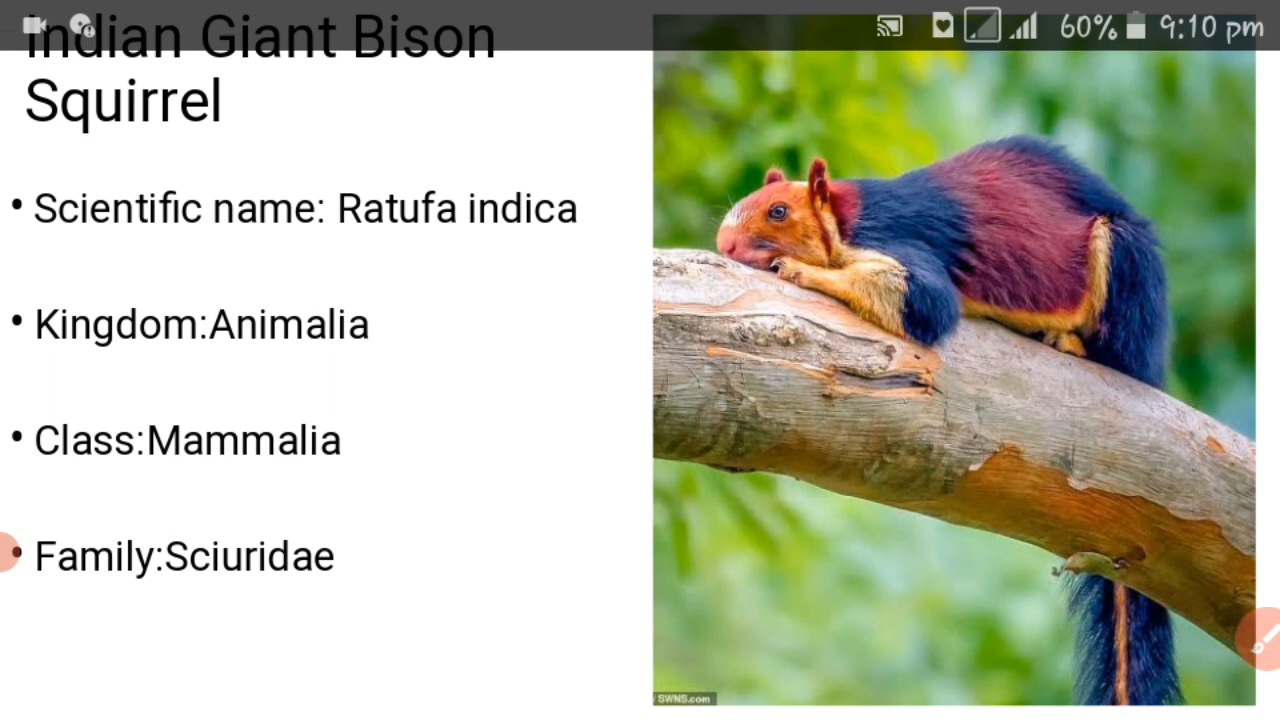 60% 9:10 pm
Indian Giant Bison
Squirrel
• Scientific name: Ratufa indica
• Kingdom:Animalia
• Class:Mammalia
• Family:Sciuridae
/ SWNS.com